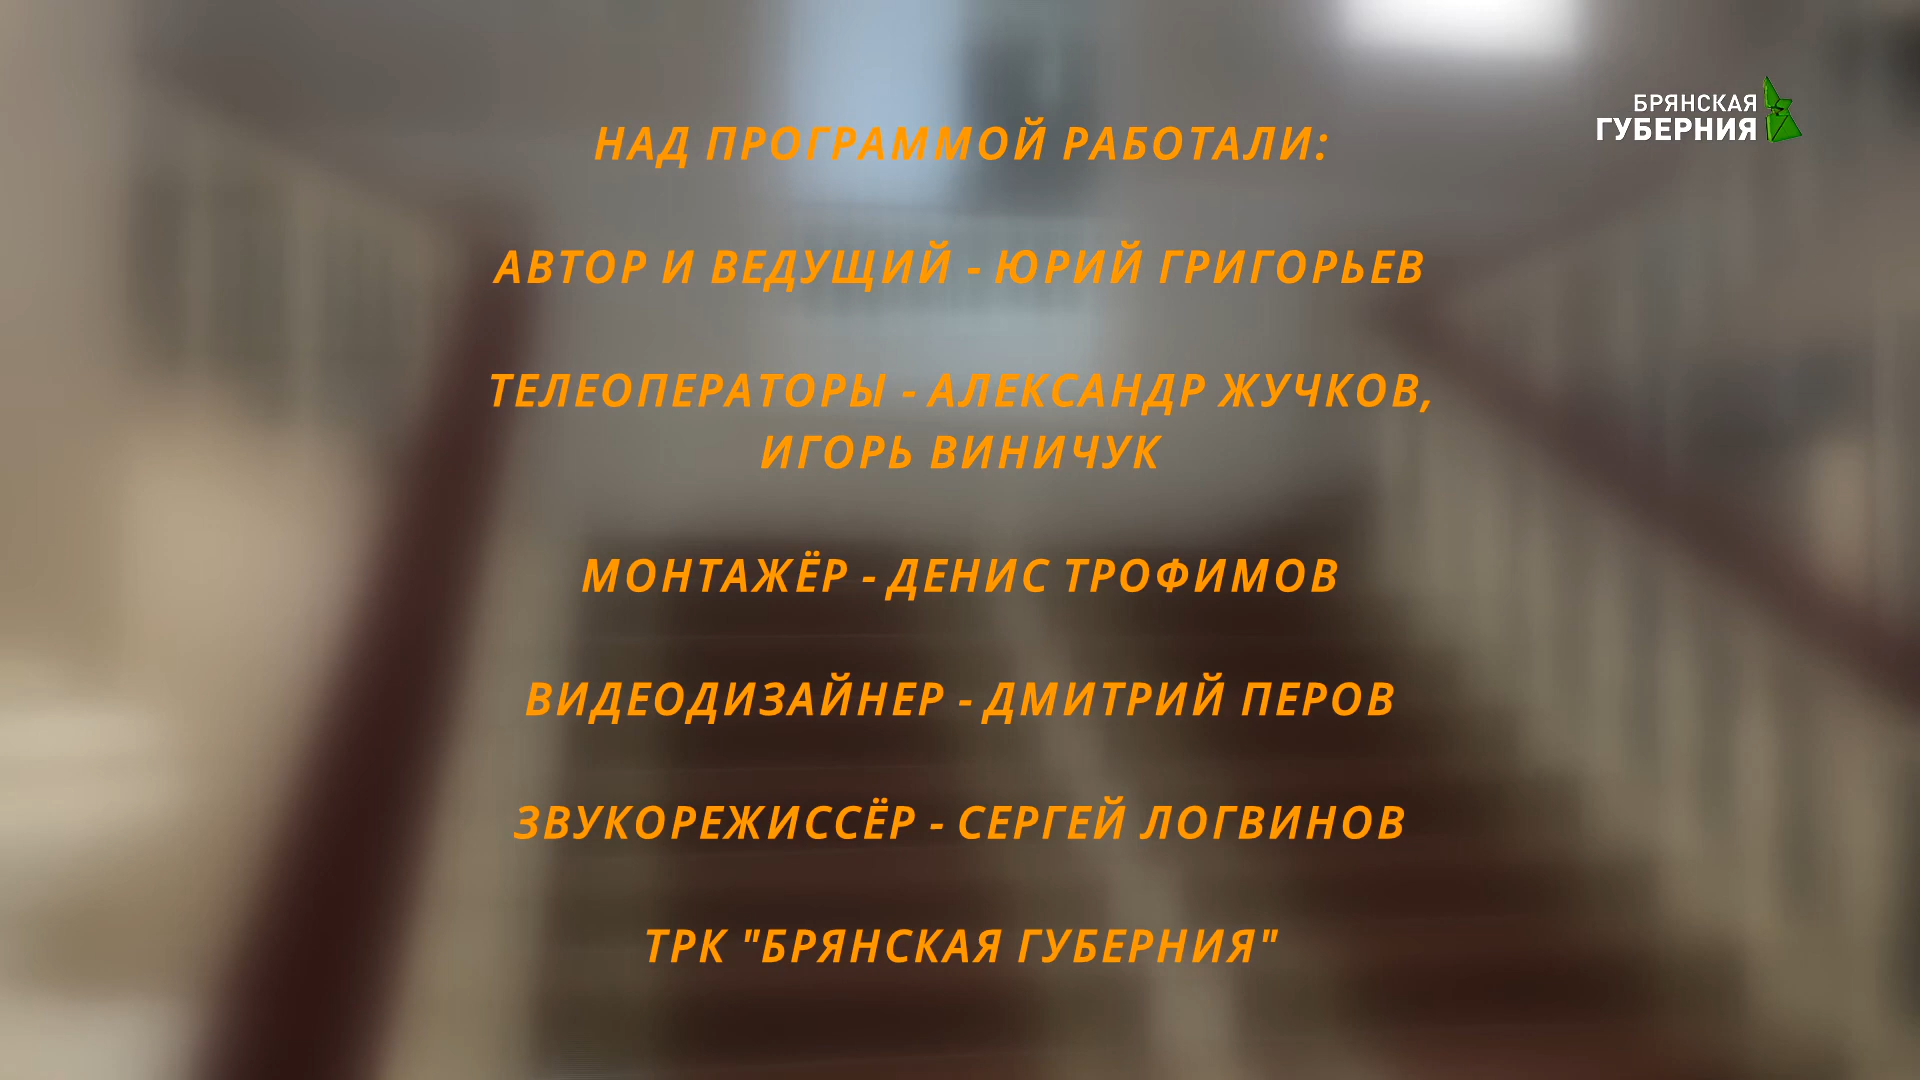 БРЯНСКАЯ
ГУБЕРНИЯ
НАД ПРОГРАММОЙ РАБОТАЛИ:
АВТОР И ВЕДУЩИЙ - ЮРИЙ ГРИГОРЬЕВ
ТЕЛЕОПЕРАТОРЫ - АЛЕКСАНДР ЖУЧКОВ,
ИГОРЬ ВИНИЧУК
МОНТАЖЁР - ДЕНИС ТРОФИМОВ
ВИДЕОДИЗАЙНЕР - ДМИТРИЙ ПЕРОВ
ЗВУКОРЕЖИССЁР - СЕРГЕЙ ЛОГВИНОВ
ТРК "БРЯНСКАЯ ГУБЕРНИЯ"